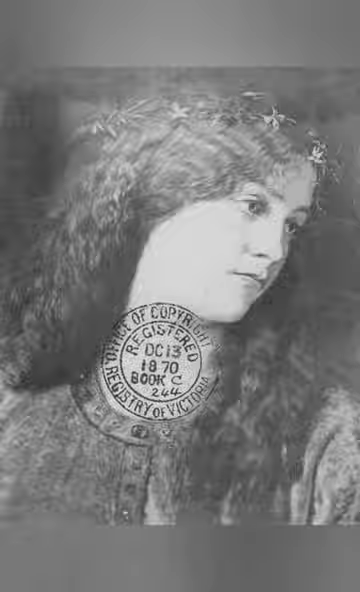 OFFICE OF COPYRIGHT
REGISTERED
DC 13
1870
BOOK C
244
REGISTRY OF VICTORIA